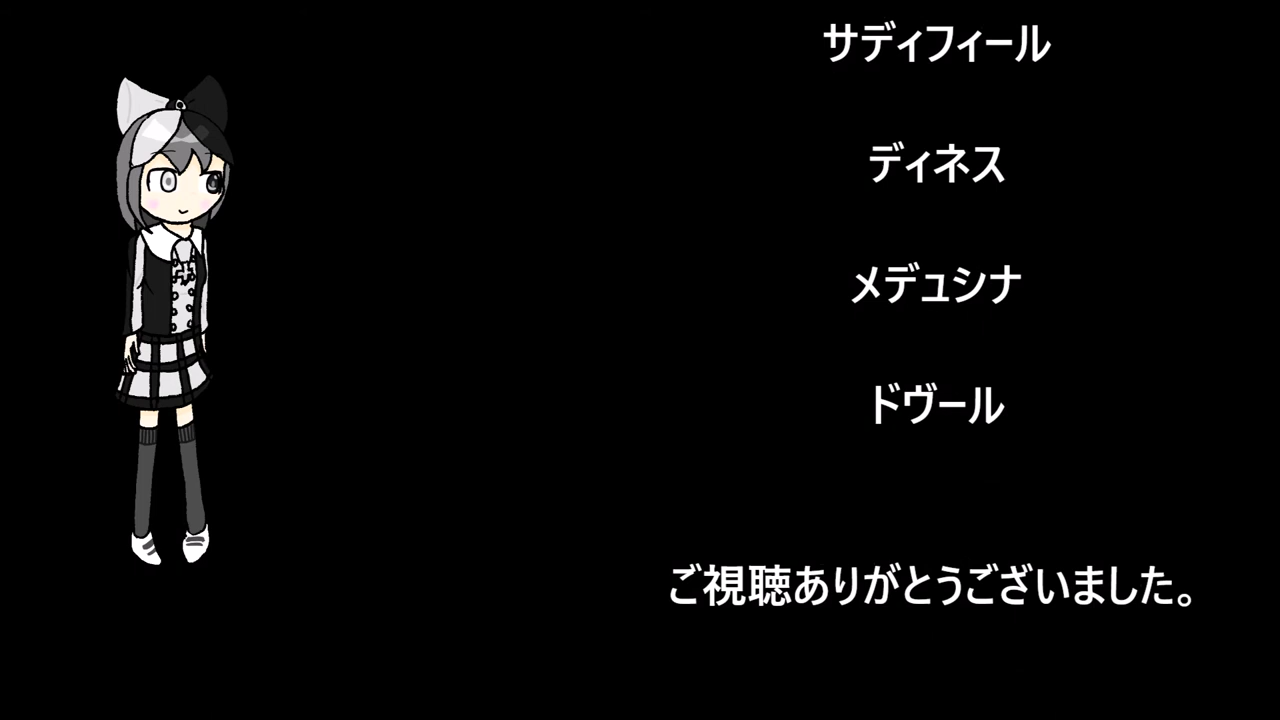 サディフィール
ディネス
メデュシナ
ドヴール
ご視聴ありがとうございました。